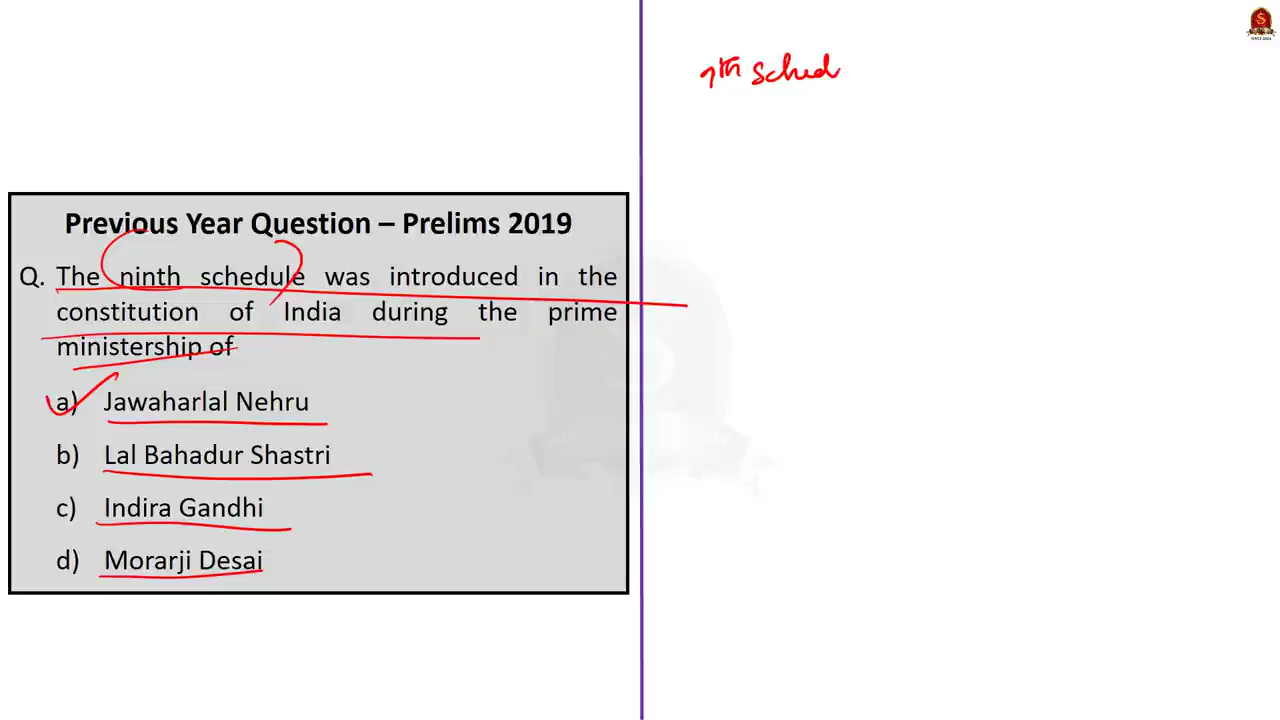 Previous Year Question – Prelims 2019
Q. The ninth schedule was introduced in the
constitution of India during the prime
ministership of
a) Jawaharlal Nehru
b) Lal Bahadur Shastri
c) Indira Gandhi
d) Morarji Desai
Sched